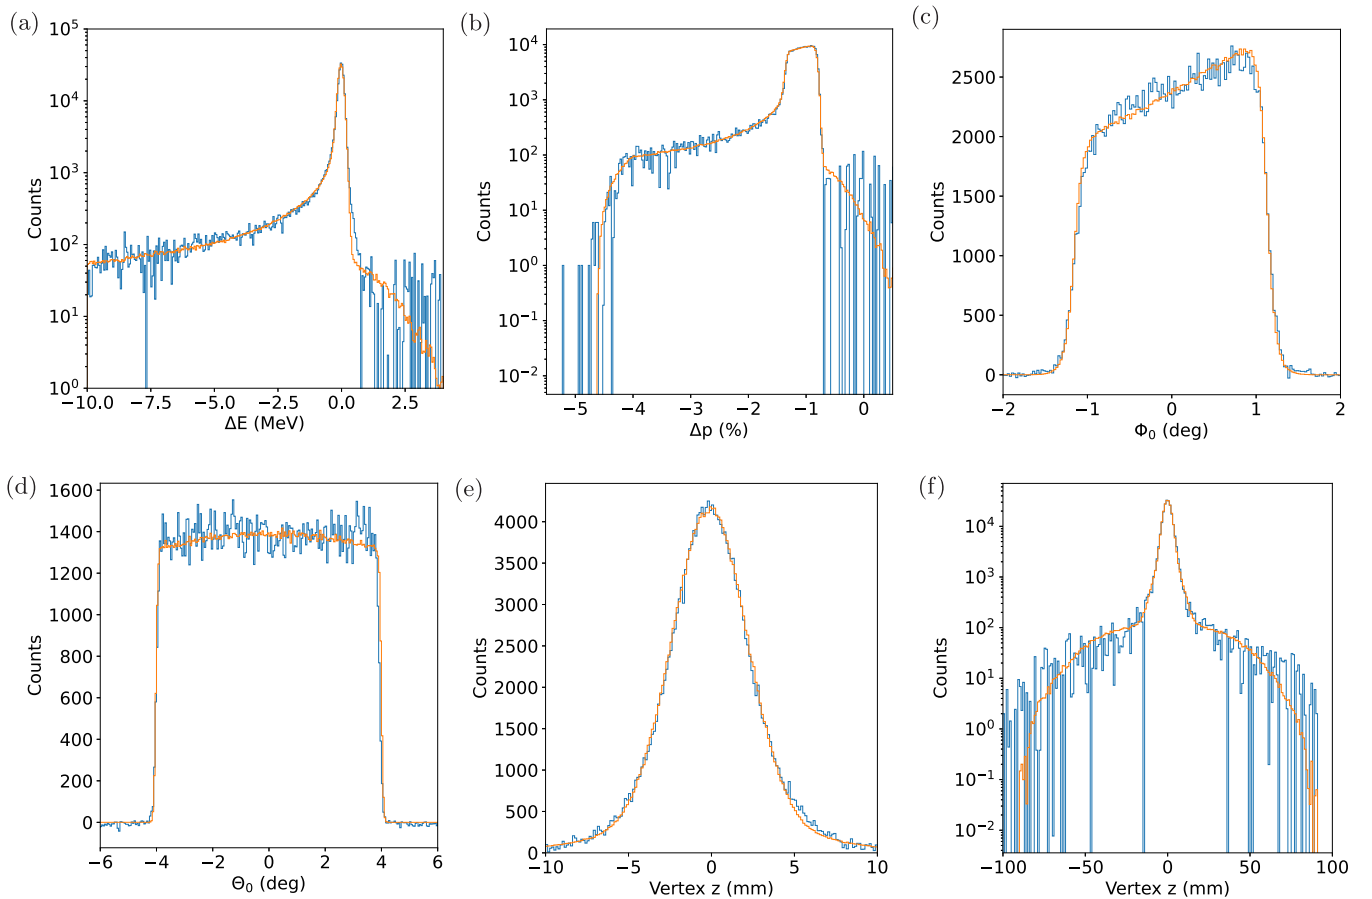 (a)
10^5
10^4
10^3
10^2
10^1
10^0
Counts
−10.0 −7.5 −5.0 −2.5 0.0 2.5
ΔE (MeV)
(b)
10^4
10^3
10^2
10^1
10^0
10^−1
10^−2
Counts
−5 −4 −3 −2 −1 0
Δp (%)
(c)
2500
2000
1500
1000
500
0
Counts
−2 −1 0 1 2
Φ_0 (deg)
(d)
1600
1400
1200
1000
800
600
400
200
0
Counts
−6 −4 −2 0 2 4 6
Θ_0 (deg)
(e)
4000
3500
3000
2500
2000
1500
1000
500
0
Counts
−10 −5 0 5 10
Vertex z (mm)
(f)
10^4
10^3
10^2
10^1
10^0
10^−1
10^−2
Counts
−100 −50 0 50 100
Vertex z (mm)